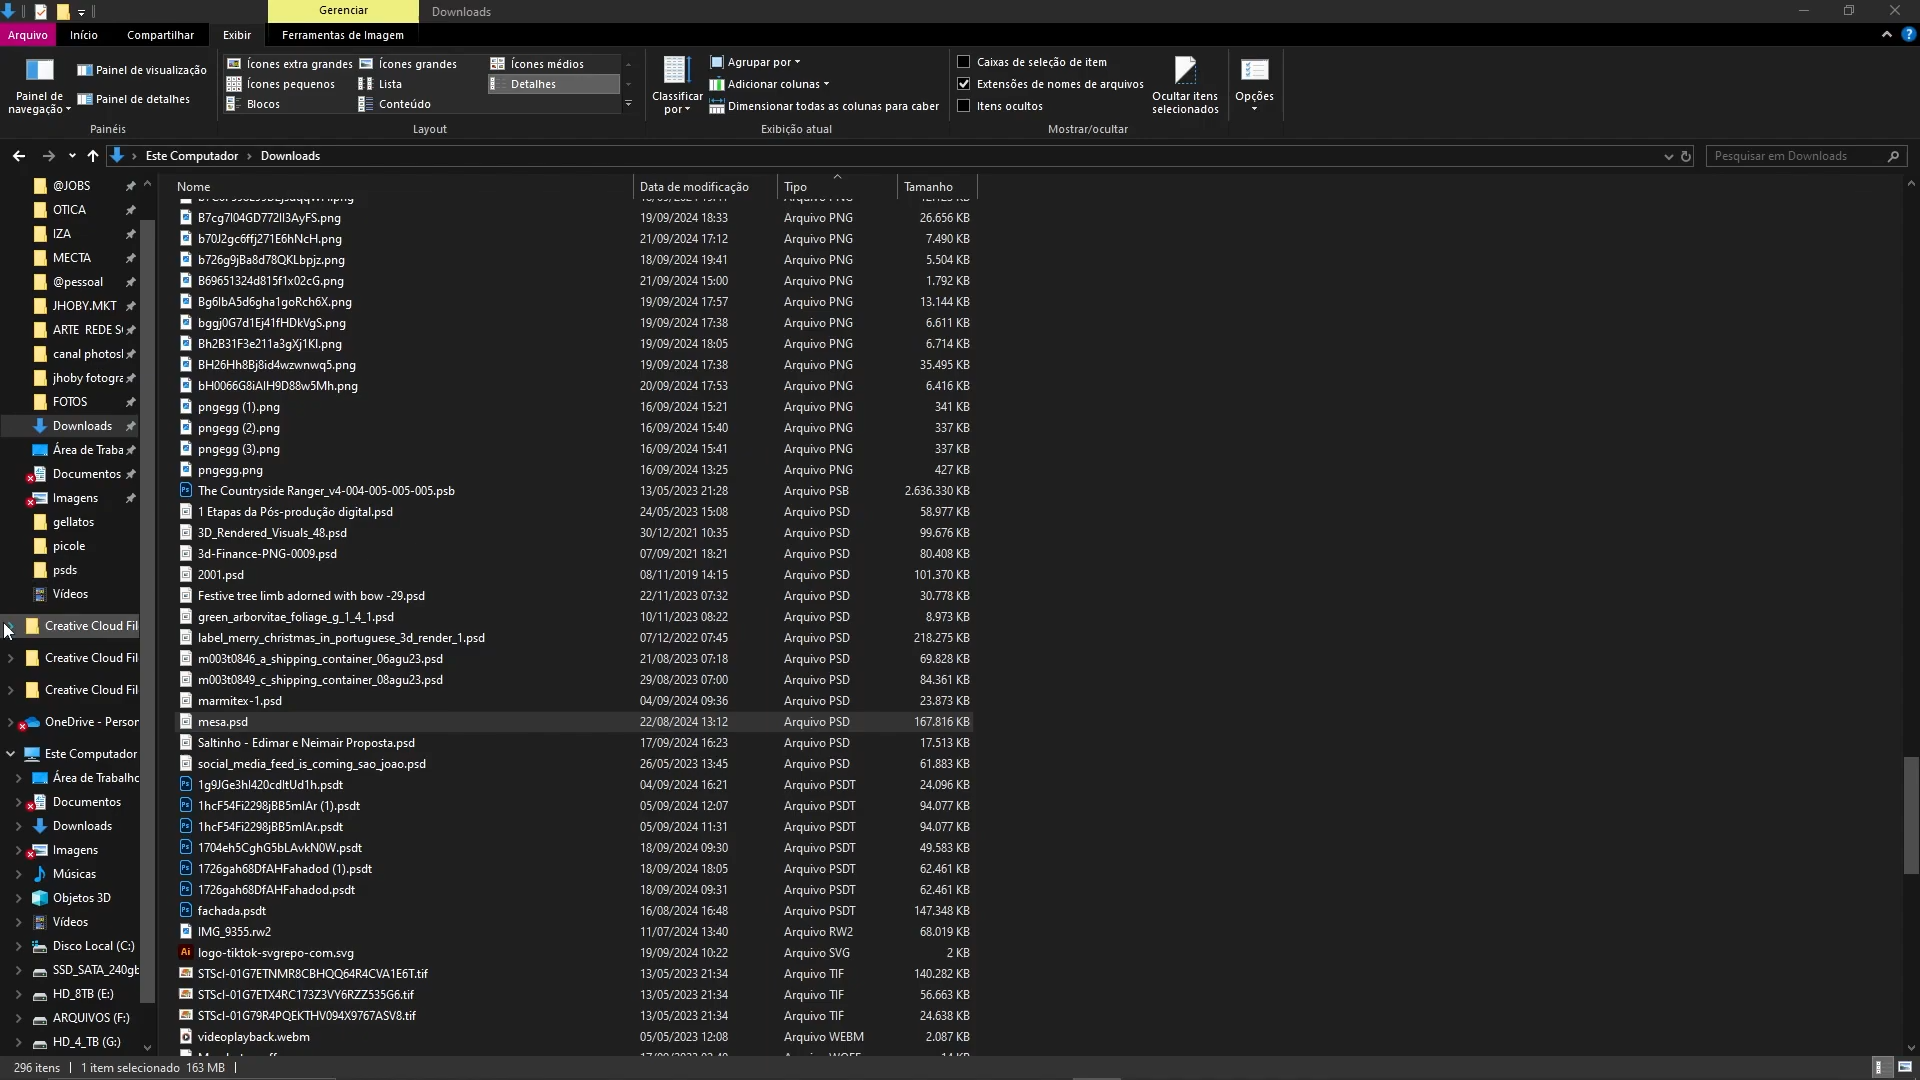 Gerenciar
Downloads
Arquivo
Início
Compartilhar
Exibir
Ferramentas de Imagem
Painel de navegação
Painel de visualização
Painel de detalhes
Painéis
Ícones extra grandes
Ícones grandes
Ícones médios
Ícones pequenos
Lista
Detalhes
Blocos
Conteúdo
Layout
Classificar por
Agrupar por
Adicionar colunas
Dimensionar todas as colunas para caber
Exibição atual
Caixas de seleção de item
Extensões de nomes de arquivos
Itens ocultos
Ocultar itens selecionados
Mostrar/ocultar
Opções
Este Computador > Downloads
Pesquisar em Downloads
@JOBS
OTICA
IZA
MECTA
@pessoal
JHOBY.MKT
ARTE REDE S
canal photos
jhoby fotogra
FOTOS
Downloads
Área de Traba
Documentos
Imagens
gellatos
picole
psds
Vídeos
Creative Cloud Fil
Creative Cloud Fil
Creative Cloud Fil
OneDrive - Person
Este Computador
Área de Trabalho
Documentos
Downloads
Imagens
Músicas
Objetos 3D
Vídeos
Disco Local (C:)
SSD_SATA_240gb
HD_8TB (E:)
ARQUIVOS (F:)
HD_4_TB (G:)
Nome Data de modificação Tipo Tamanho
B7cg7l04GD772Il3AyFS.png 19/09/2024 18:33 Arquivo PNG 26.656 KB
b70J2gc6ffj271E6hNcH.png 21/09/2024 17:12 Arquivo PNG 7.490 KB
b726g9jBa8d78QKLbpjz.png 18/09/2024 19:41 Arquivo PNG 5.504 KB
B69651324d815f1x02cG.png 21/09/2024 15:00 Arquivo PNG 1.792 KB
Bg6lbA5d6gha1goRch6X.png 19/09/2024 17:57 Arquivo PNG 13.144 KB
bggj0G7d1Ej41fHDkVgS.png 19/09/2024 17:38 Arquivo PNG 6.611 KB
Bh2B31F3e211a3gXj1Kl.png 19/09/2024 18:05 Arquivo PNG 6.714 KB
BH26Hh8Bj8id4wzwnwq5.png 19/09/2024 17:38 Arquivo PNG 35.495 KB
bH0066G8iAlH9D88w5Mh.png 20/09/2024 17:53 Arquivo PNG 6.416 KB
pngegg (1).png 16/09/2024 15:21 Arquivo PNG 341 KB
pngegg (2).png 16/09/2024 15:40 Arquivo PNG 337 KB
pngegg (3).png 16/09/2024 15:41 Arquivo PNG 337 KB
pngegg.png 16/09/2024 13:25 Arquivo PNG 427 KB
The Countryside Ranger_v4-004-005-005-005.psb 13/05/2023 21:28 Arquivo PSB 2.636.330 KB
1 Etapas da Pós-produção digital.psd 24/05/2023 15:08 Arquivo PSD 58.977 KB
3D_Rendered_Visuals_48.psd 30/12/2021 10:35 Arquivo PSD 99.676 KB
3d-Finance-PNG-0009.psd 07/09/2021 18:21 Arquivo PSD 80.408 KB
2001.psd 08/11/2019 14:15 Arquivo PSD 101.370 KB
Festive tree limb adorned with bow -29.psd 22/11/2023 07:32 Arquivo PSD 30.778 KB
green_arborvitae_foliage_g_1_4_1.psd 10/11/2023 08:22 Arquivo PSD 8.973 KB
label_merry_christmas_in_portuguese_3d_render_1.psd 07/12/2022 07:45 Arquivo PSD 218.275 KB
m003t0846_a_shipping_container_06agu23.psd 21/08/2023 07:18 Arquivo PSD 69.828 KB
m003t0849_c_shipping_container_08agu23.psd 29/08/2023 07:00 Arquivo PSD 84.361 KB
marmitex-1.psd 04/09/2024 09:36 Arquivo PSD 23.873 KB
mesa.psd 22/08/2024 13:12 Arquivo PSD 167.816 KB
Saltinho - Edimar e Neimair Proposta.psd 17/09/2024 16:23 Arquivo PSD 17.513 KB
social_media_feed_is_coming_sao_joao.psd 26/05/2023 13:45 Arquivo PSD 61.883 KB
1g9JGe3hl420cdltUd1h.psdt 04/09/2024 16:21 Arquivo PSDT 24.096 KB
1hcF54Fi2298jBB5mlAr (1).psdt 05/09/2024 12:07 Arquivo PSDT 94.077 KB
1hcF54Fi2298jBB5mlAr.psdt 05/09/2024 11:31 Arquivo PSDT 94.077 KB
1704eh5CghG5bLAvkN0W.psdt 18/09/2024 09:30 Arquivo PSDT 49.583 KB
1726gah68DfAHFahadod (1).psdt 18/09/2024 18:05 Arquivo PSDT 62.461 KB
1726gah68DfAHFahadod.psdt 18/09/2024 09:31 Arquivo PSDT 62.461 KB
fachada.psdt 16/08/2024 16:48 Arquivo PSDT 147.348 KB
IMG_9355.rw2 11/07/2024 13:40 Arquivo RW2 68.019 KB
logo-tiktok-svgrepo-com.svg 19/09/2024 10:22 Arquivo SVG 2 KB
STScI-01G7ETNMR8CBHQQ64R4CVA1E6T.tif 13/05/2023 21:34 Arquivo TIF 140.282 KB
STScI-01G7ETX4RC173Z3VY6RZZ535G6.tif 13/05/2023 21:34 Arquivo TIF 56.663 KB
STScI-01G79R4PQEKTHV094X9767ASV8.tif 13/05/2023 21:34 Arquivo TIF 24.638 KB
videoplayback.webm 05/05/2023 12:08 Arquivo WEBM 2.087 KB
296 itens
1 item selecionado 163 MB